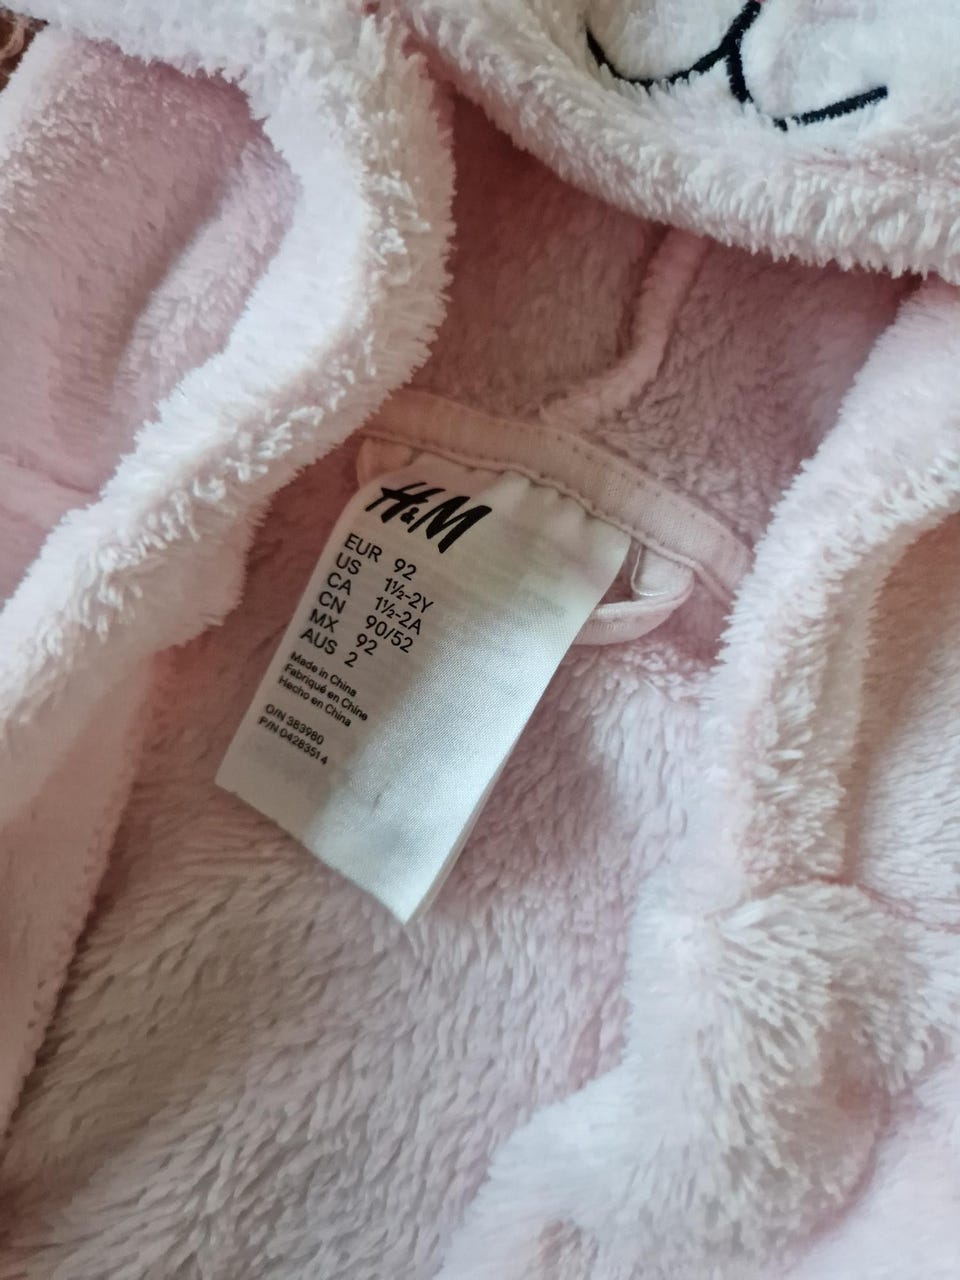 H&M
EUR 92
US 1½-2Y
CA 1½-2A
CN 90/52
MX 92
AUS 2
Made in China
Fabriqué en Chine
Hecho en China
O/N 383980
P/N 04283514